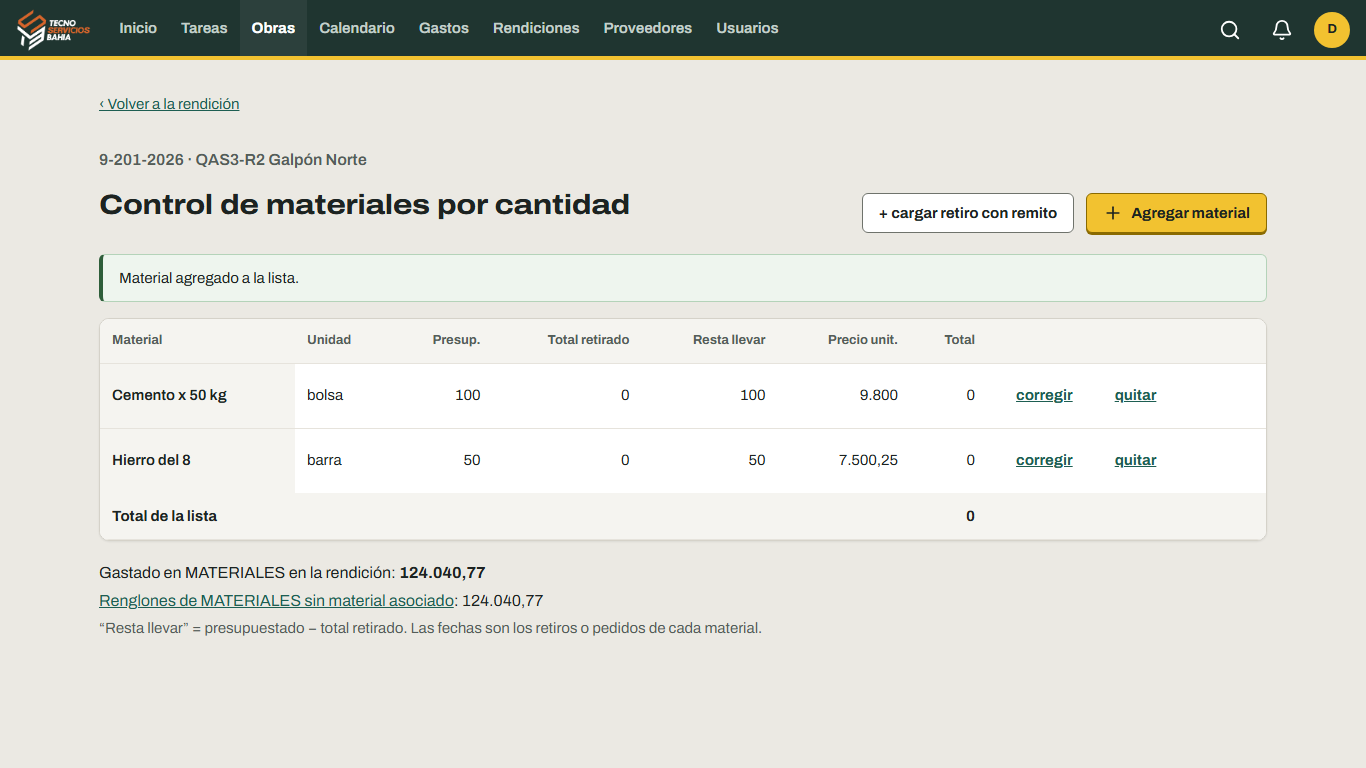 TECNO
SERVICIOS
BAHIA
Inicio Tareas Obras Calendario Gastos Rendiciones Proveedores Usuarios D
‹ Volver a la rendición
9-201-2026 · QAS3-R2 Galpón Norte
Control de materiales por cantidad
+ cargar retiro con remito
+ Agregar material
Material agregado a la lista.
Material Unidad Presup. Total retirado Resta llevar Precio unit. Total
Cemento x 50 kg bolsa 100 0 100 9.800 0 corregir quitar
Hierro del 8 barra 50 0 50 7.500,25 0 corregir quitar
Total de la lista 0
Gastado en MATERIALES en la rendición: 124.040,77
Renglones de MATERIALES sin material asociado: 124.040,77
“Resta llevar” = presupuestado − total retirado. Las fechas son los retiros o pedidos de cada material.